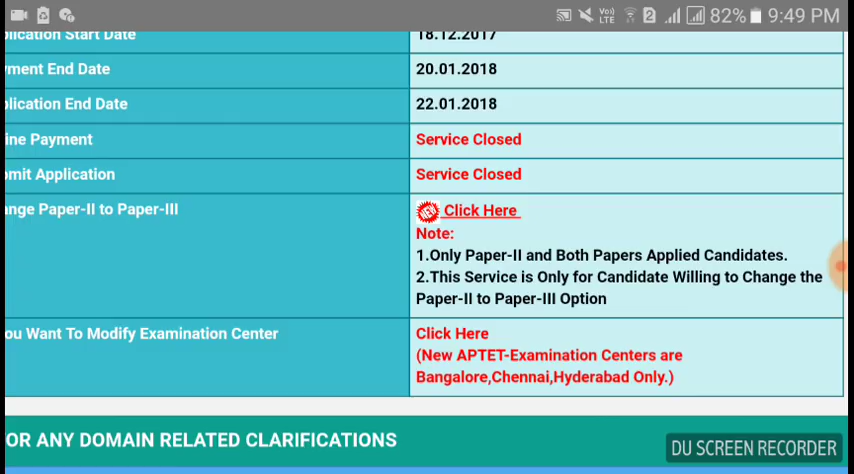 82% 9:49 PM
plication Start Date 18.12.2017
yment End Date 20.01.2018
plication End Date 22.01.2018
ine Payment Service Closed
omit Application Service Closed
ange Paper-II to Paper-III Click Here
Note:
1.Only Paper-II and Both Papers Applied Candidates.
2.This Service is Only for Candidate Willing to Change the
Paper-II to Paper-III Option
ou Want To Modify Examination Center Click Here
(New APTET-Examination Centers are
Bangalore,Chennai,Hyderabad Only.)
OR ANY DOMAIN RELATED CLARIFICATIONS
DU SCREEN RECORDER